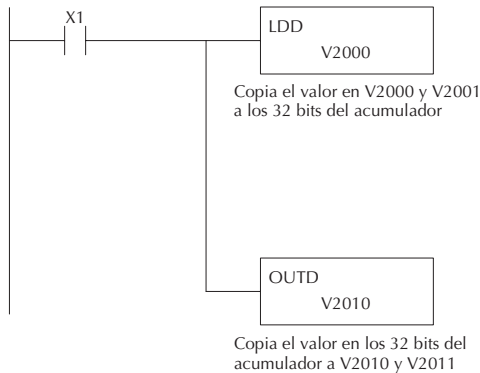 X1
LDD
V2000
Copia el valor en V2000 y V2001
a los 32 bits del acumulador
OUTD
V2010
Copia el valor en los 32 bits del
acumulador a V2010 y V2011